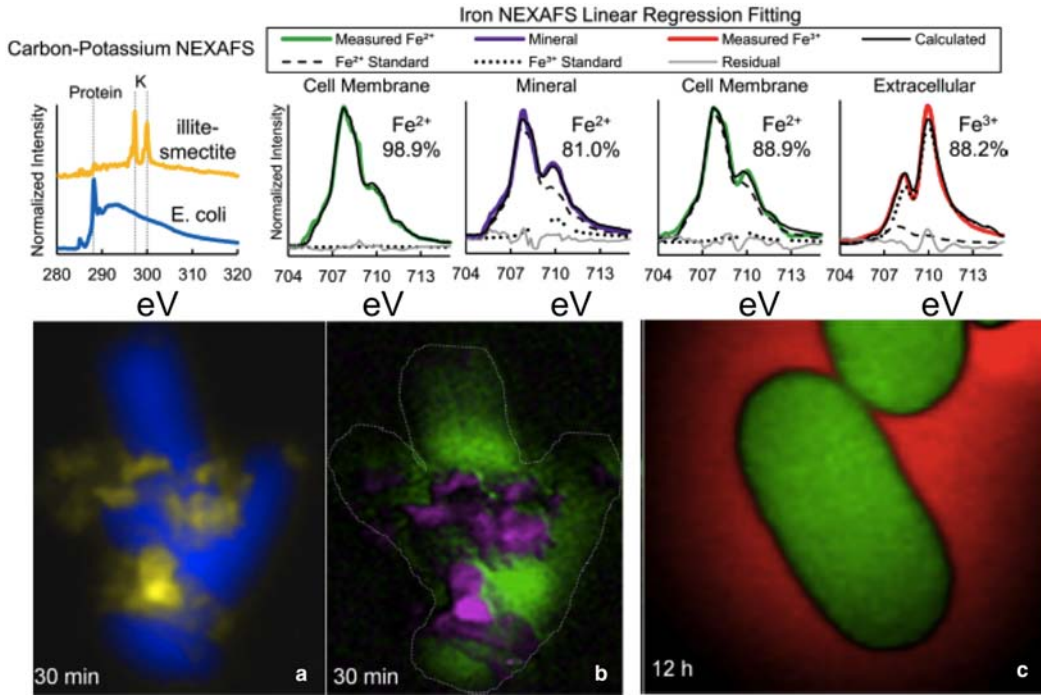 Iron NEXAFS Linear Regression Fitting
Carbon-Potassium NEXAFS
Measured Fe²⁺ Mineral Measured Fe³⁺ Calculated
Fe²⁺ Standard Fe³⁺ Standard Residual
Protein K
illite-
smectite
E. coli
Normalized Intensity
280 290 300 310 320
eV
Cell Membrane Mineral Cell Membrane Extracellular
Fe²⁺ Fe²⁺ Fe²⁺ Fe³⁺
98.9% 81.0% 88.9% 88.2%
Normalized Intensity
704 707 710 713 704 707 710 713 704 707 710 713 704 707 710 713
eV eV eV eV
30 min a
30 min b
12 h c